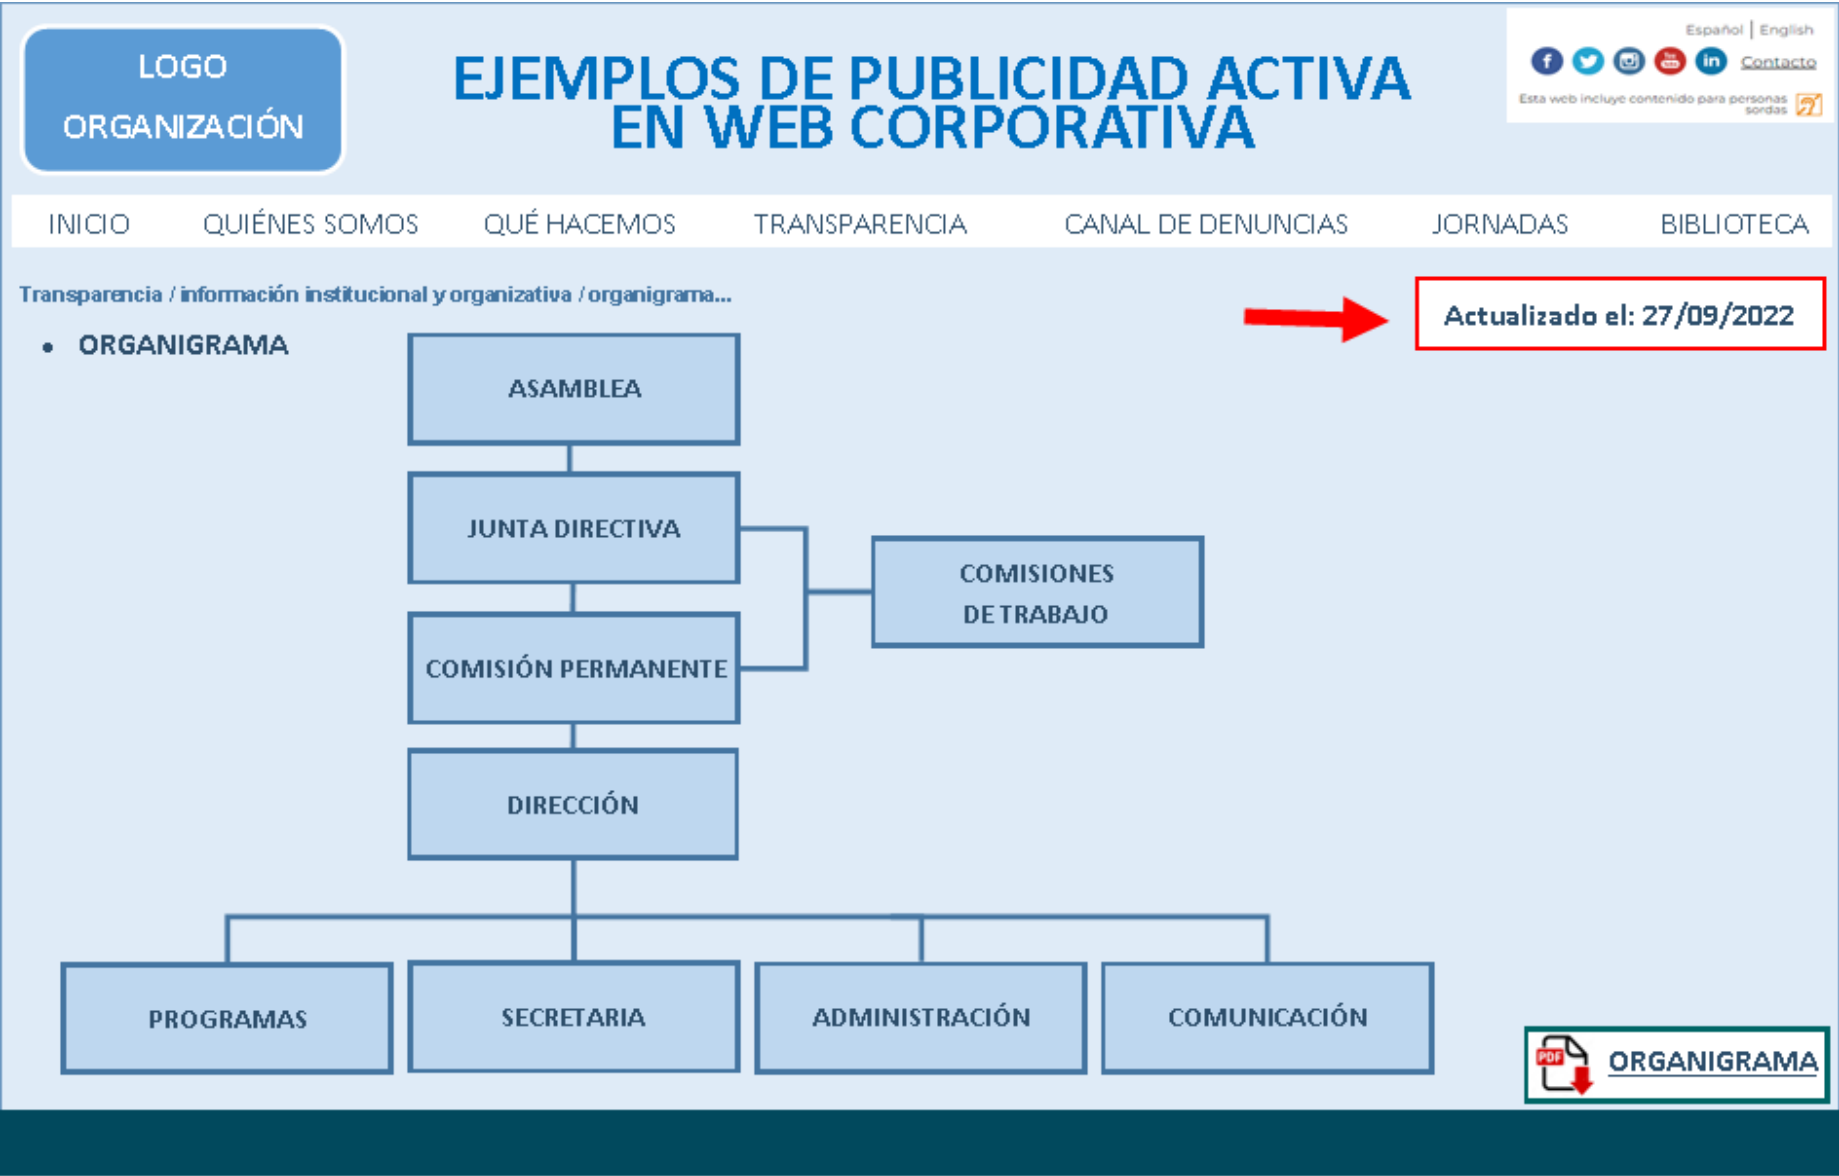 LOGO
ORGANIZACIÓN
EJEMPLOS DE PUBLICIDAD ACTIVA
EN WEB CORPORATIVA
Español | English
Contacto
Esta web incluye contenido para personas
sordas
INICIO QUIÉNES SOMOS QUÉ HACEMOS TRANSPARENCIA CANAL DE DENUNCIAS JORNADAS BIBLIOTECA
Transparencia / información institucional y organizativa / organigrama...
Actualizado el: 27/09/2022
• ORGANIGRAMA
ASAMBLEA
JUNTA DIRECTIVA
COMISIONES
DE TRABAJO
COMISIÓN PERMANENTE
DIRECCIÓN
PROGRAMAS
SECRETARIA
ADMINISTRACIÓN
COMUNICACIÓN
PDF
ORGANIGRAMA